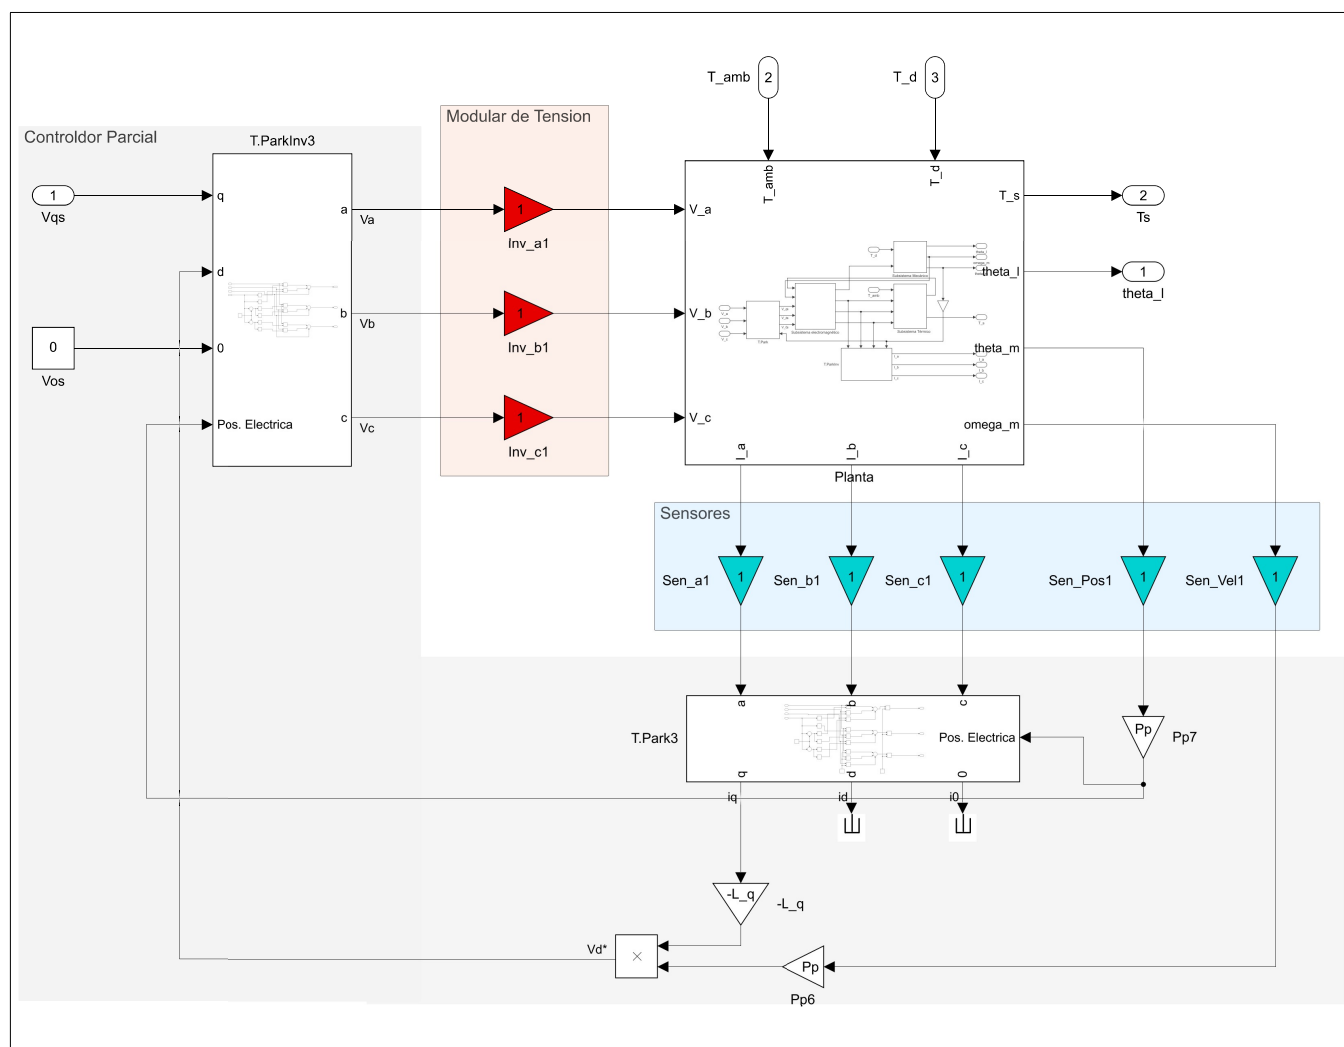 T_amb
2
T_d
3
Modular de Tension
Controldor Parcial
T.ParkInv3
T_amb
T_d
1
Vqs
q
a
Va
1
Inv_a1
V_a
T_s
2
Ts
d
theta_l
1
theta_l
b
Vb
1
Inv_b1
V_b
0
Vos
0
theta_m
Pos. Electrica
c
Vc
1
Inv_c1
V_c
omega_m
I_a
I_b
I_c
Planta
Sensores
Sen_a1
1
Sen_b1
1
Sen_c1
1
Sen_Pos1
1
Sen_Vel1
1
a
b
c
T.Park3
Pos. Electrica
Pp
Pp7
q
d
0
iq
id
i0
-L_q
-L_q
Vd*
×
Pp
Pp6